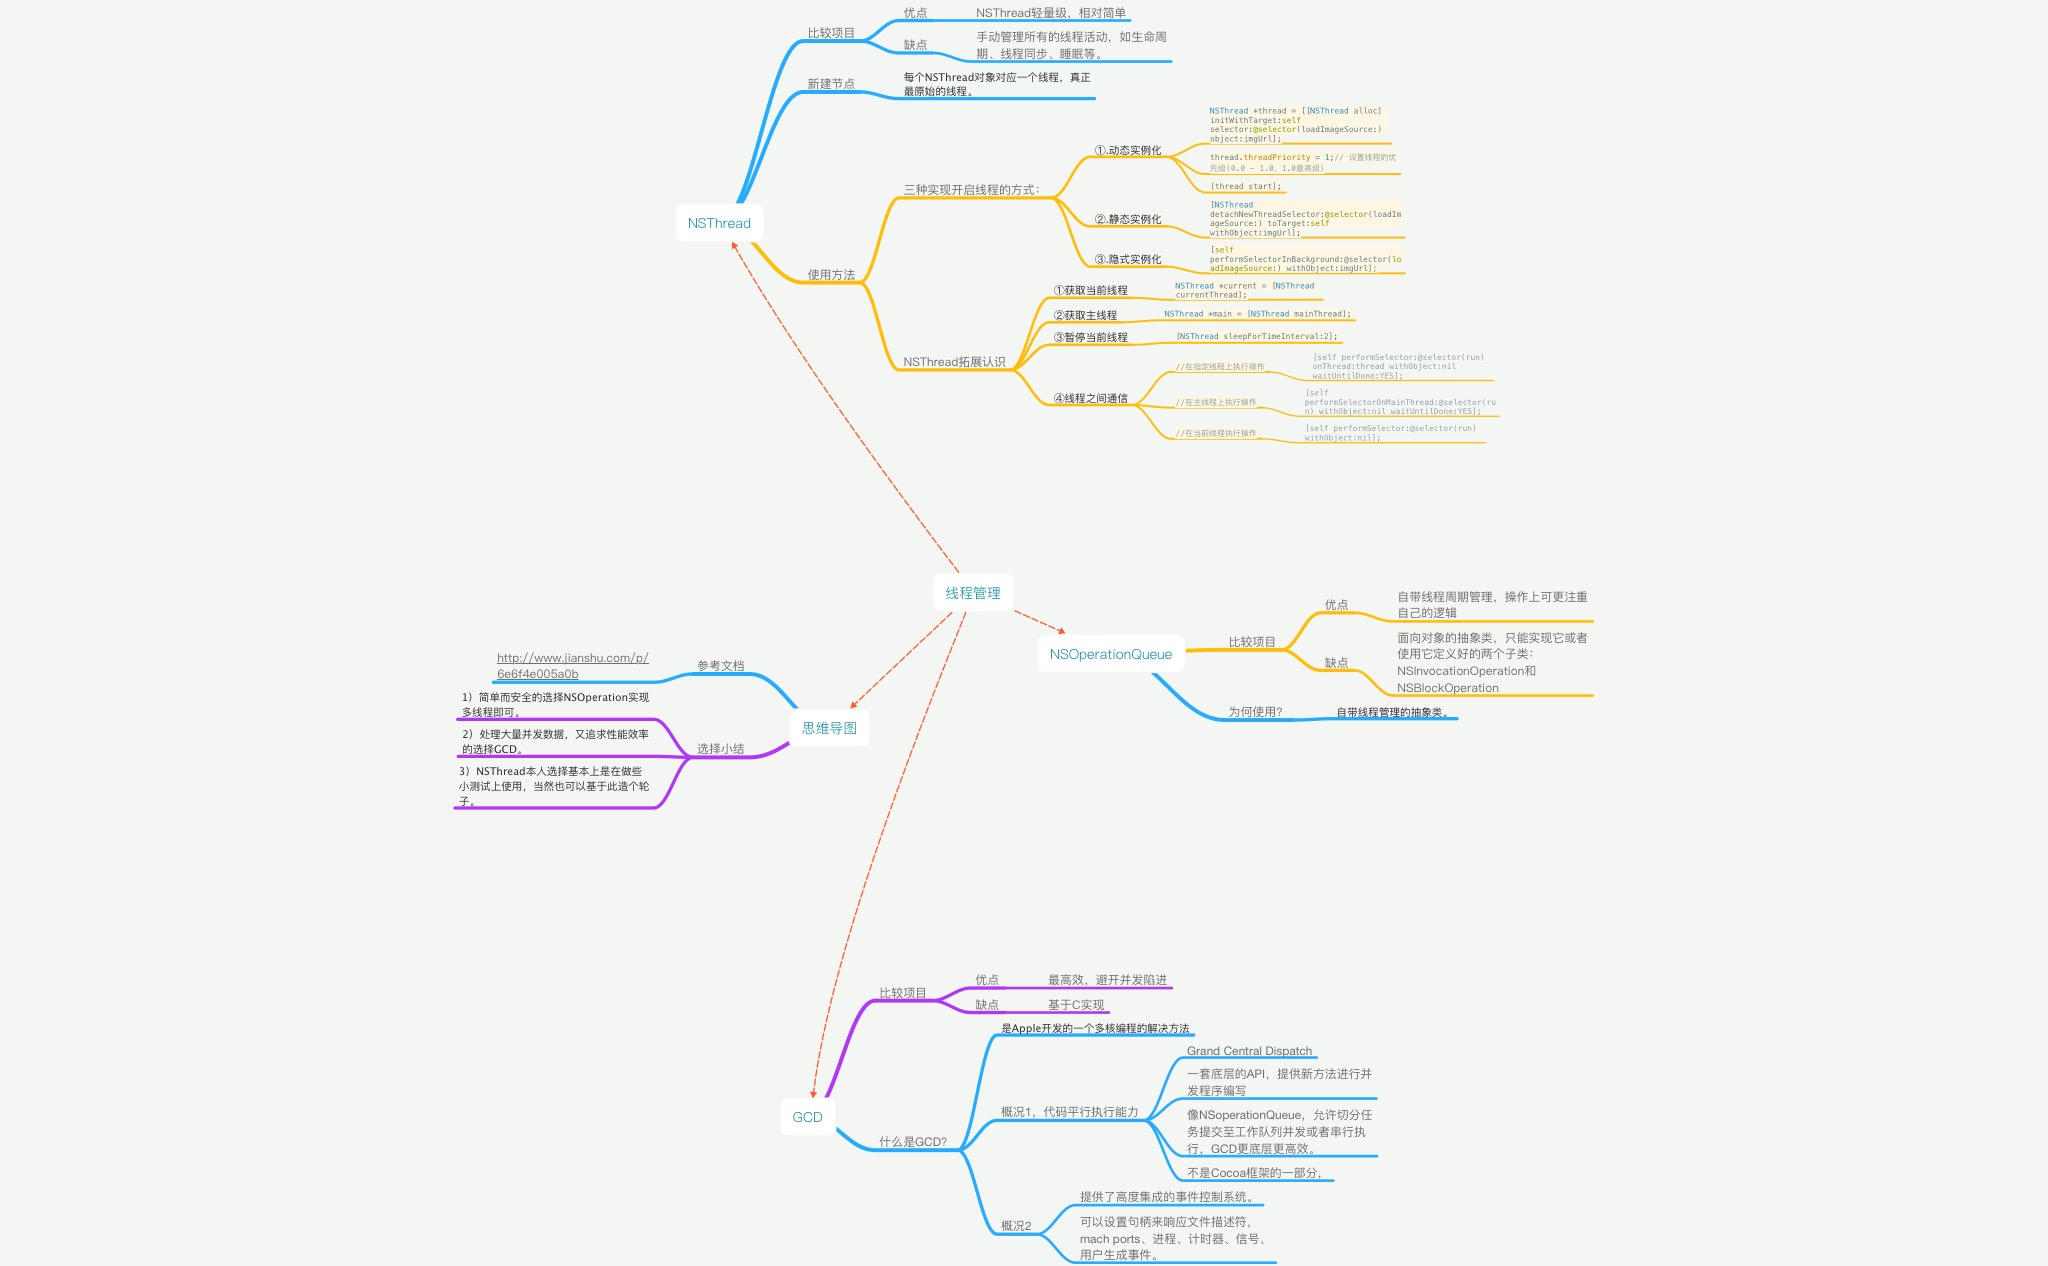 NSThread
比较项目
优点
NSThread轻量级，相对简单
缺点
手动管理所有的线程活动，如生命周
期、线程同步、睡眠等。
新建节点
每个NSThread对象对应一个线程，真正
最原始的线程。
使用方法
三种实现开启线程的方式：
①.动态实例化
NSThread *thread = [[NSThread alloc]
initWithTarget:self
selector:@selector(loadImageSource:)
object:imgUrl];
thread.threadPriority = 1;// 设置线程的优
先级(0.0 - 1.0, 1.0最高级)
[thread start];
②.静态实例化
[NSThread
detachNewThreadSelector:@selector(loadIm
ageSource:) toTarget:self
withObject:imgUrl];
③.隐式实例化
[self
performSelectorInBackground:@selector(lo
adImageSource:) withObject:imgUrl];
NSThread拓展认识
①获取当前线程
NSThread *current = [NSThread
currentThread];
②获取主线程
NSThread *main = [NSThread mainThread];
③暂停当前线程
[NSThread sleepForTimeInterval:2];
④线程之间通信
//在指定线程上执行操作
[self performSelector:@selector(run)
onThread:thread withObject:nil
waitUntilDone:YES];
//在主线程上执行操作
[self
performSelectorOnMainThread:@selector(ru
n) withObject:nil waitUntilDone:YES];
//在当前线程执行操作
[self performSelector:@selector(run)
withObject:nil];
线程管理
NSOperationQueue
比较项目
优点
自带线程周期管理，操作上可更注重
自己的逻辑
缺点
面向对象的抽象类，只能实现它或者
使用它定义好的两个子类：
NSInvocationOperation和
NSBlockOperation
为何使用？
自带线程管理的抽象类。
思维导图
参考文档
http://www.jianshu.com/p/
6e6f4e005a0b
选择小结
1）简单而安全的选择NSOperation实现
多线程即可。
2）处理大量并发数据，又追求性能效率
的选择GCD。
3）NSThread本人选择基本上是在做些
小测试上使用，当然也可以基于此造个轮
子。
GCD
比较项目
优点
最高效，避开并发陷进
缺点
基于C实现
什么是GCD？
是Apple开发的一个多核编程的解决方法
概况1，代码平行执行能力
Grand Central Dispatch
一套底层的API，提供新方法进行并
发程序编写
像NSoperationQueue，允许切分任
务提交至工作队列并发或者串行执
行，GCD更底层更高效。
不是Cocoa框架的一部分，
概况2
提供了高度集成的事件控制系统。
可以设置句柄来响应文件描述符，
mach ports、进程、计时器、信号、
用户生成事件。